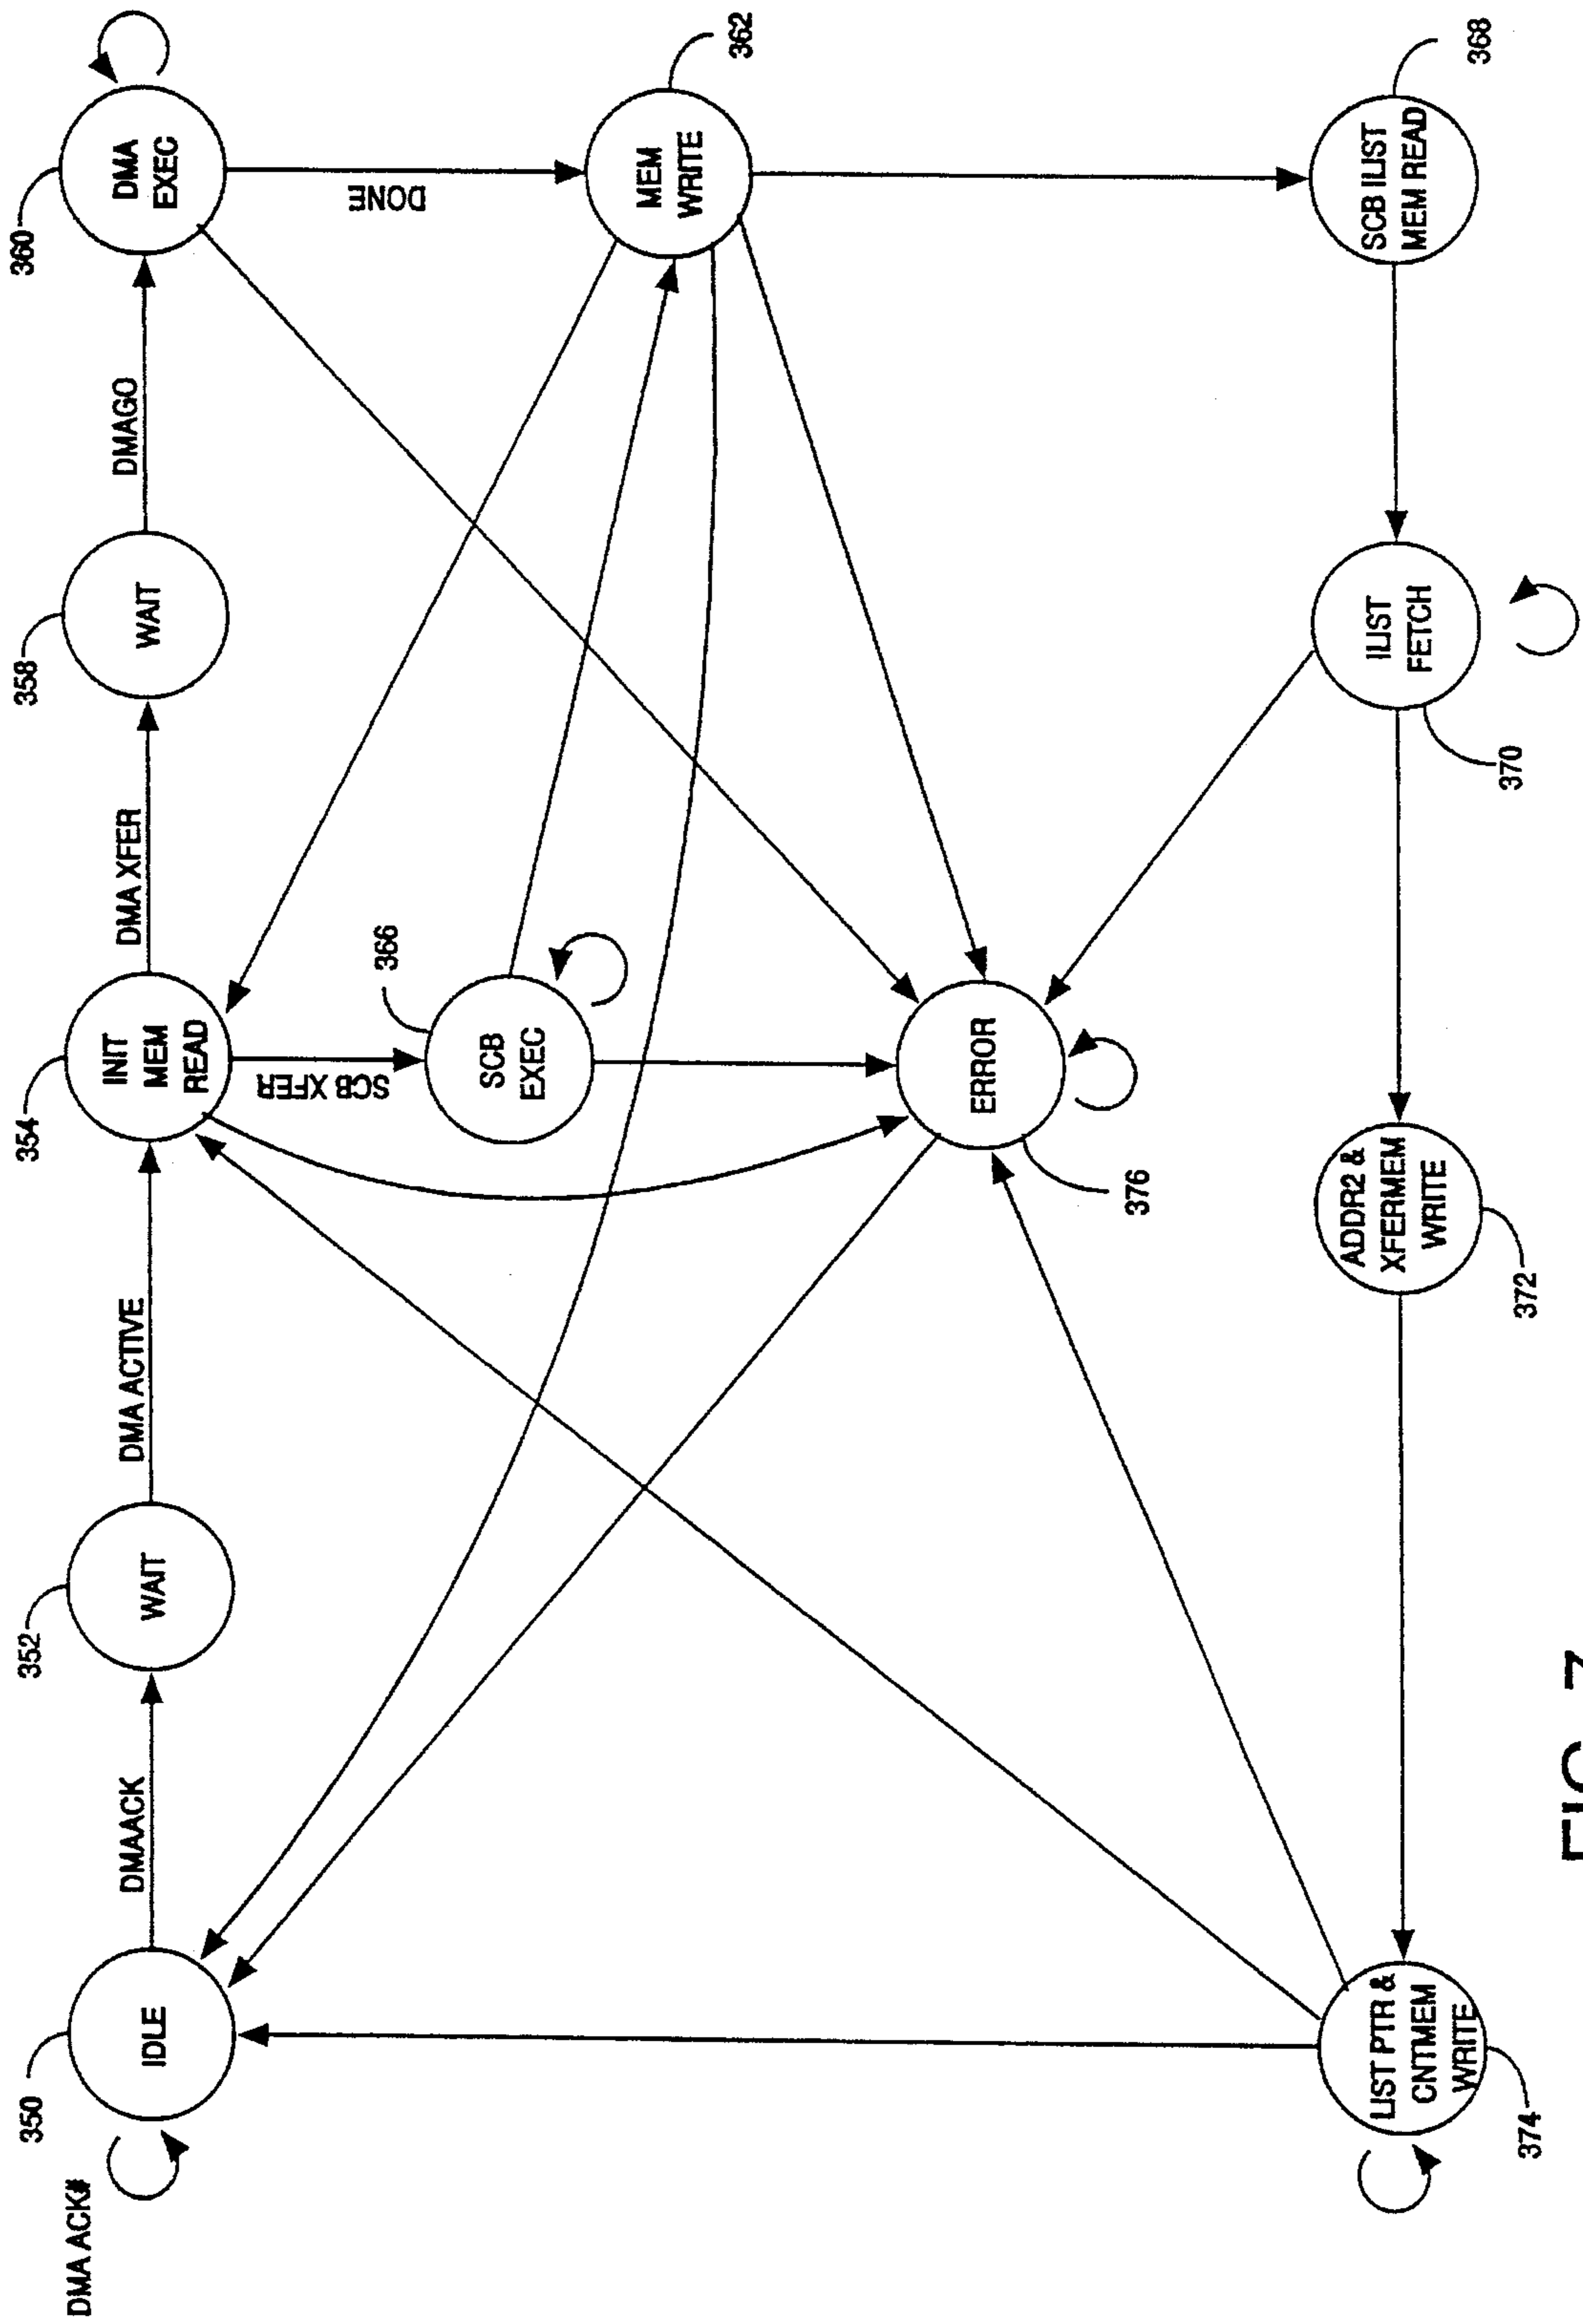 DMA ACK#
350
IDLE
DMAACK
352
WAIT
DMA ACTIVE
354
INIT
MEM
READ
DMA XFER
358
WAIT
DMAGO
360
DMA
EXEC
SCB XFER
366
SCB
EXEC
DONE
362
MEM
WRITE
ERROR
376
374
LIST PTR &
CNTMEM
WRITE
372
ADDR2 &
XFERMEM
WRITE
370
ILIST
FETCH
368
SCB ILIST
MEM READ